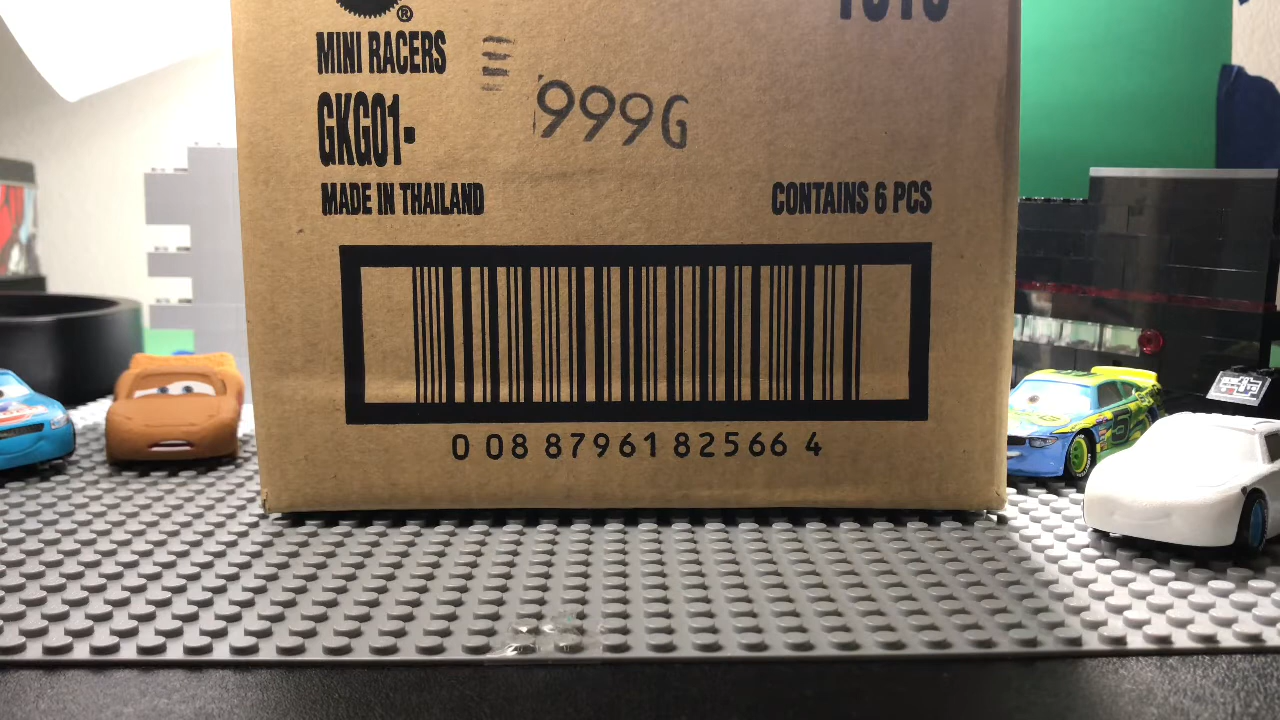 ®
MINI RACERS
999G
GKG01-
MADE IN THAILAND
CONTAINS 6 PCS
0 08 87961 82566 4